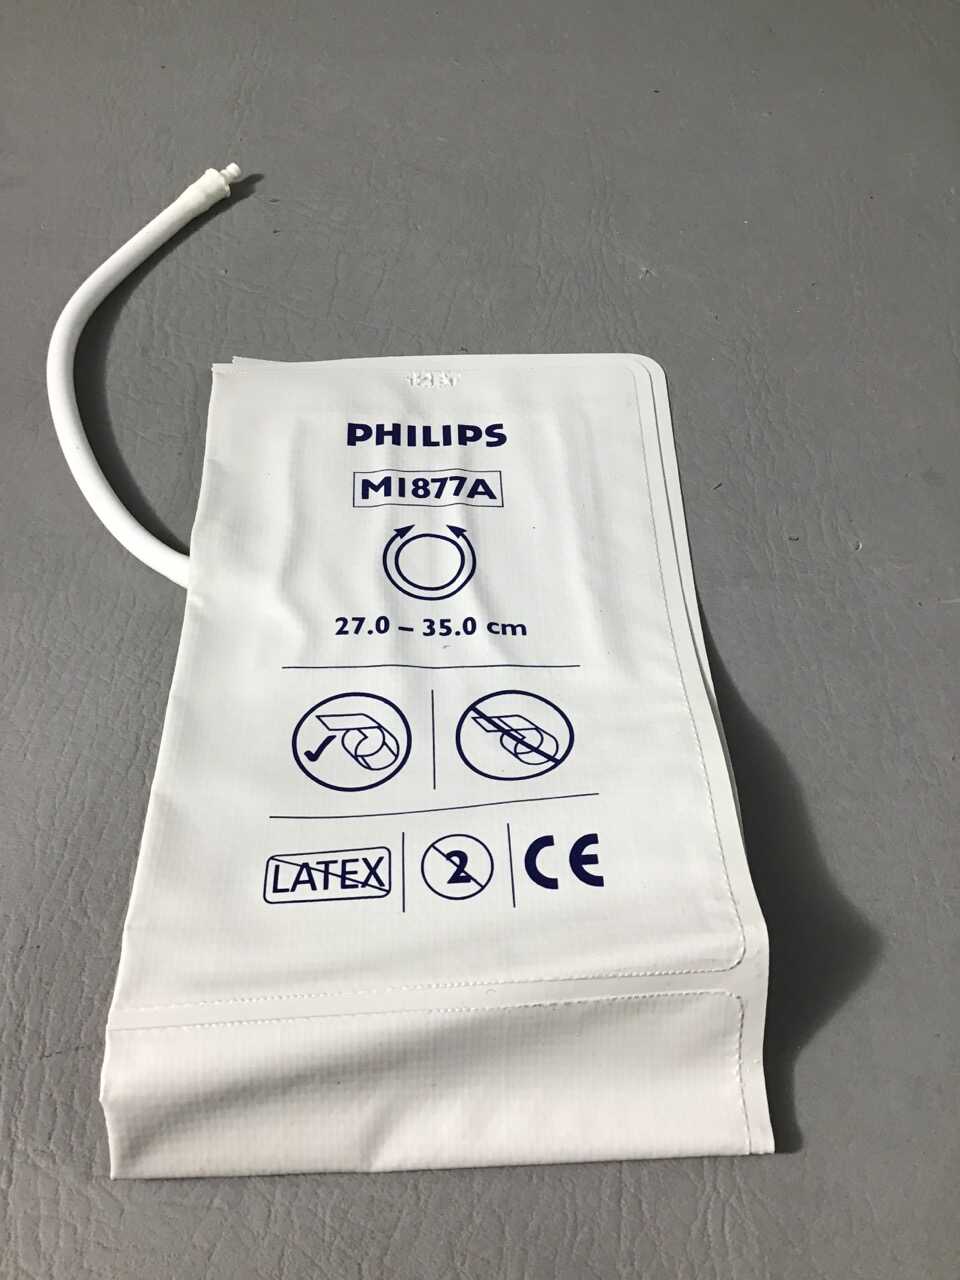 PHILIPS
M1877A
27.0 – 35.0 cm
LATEX
2
CE